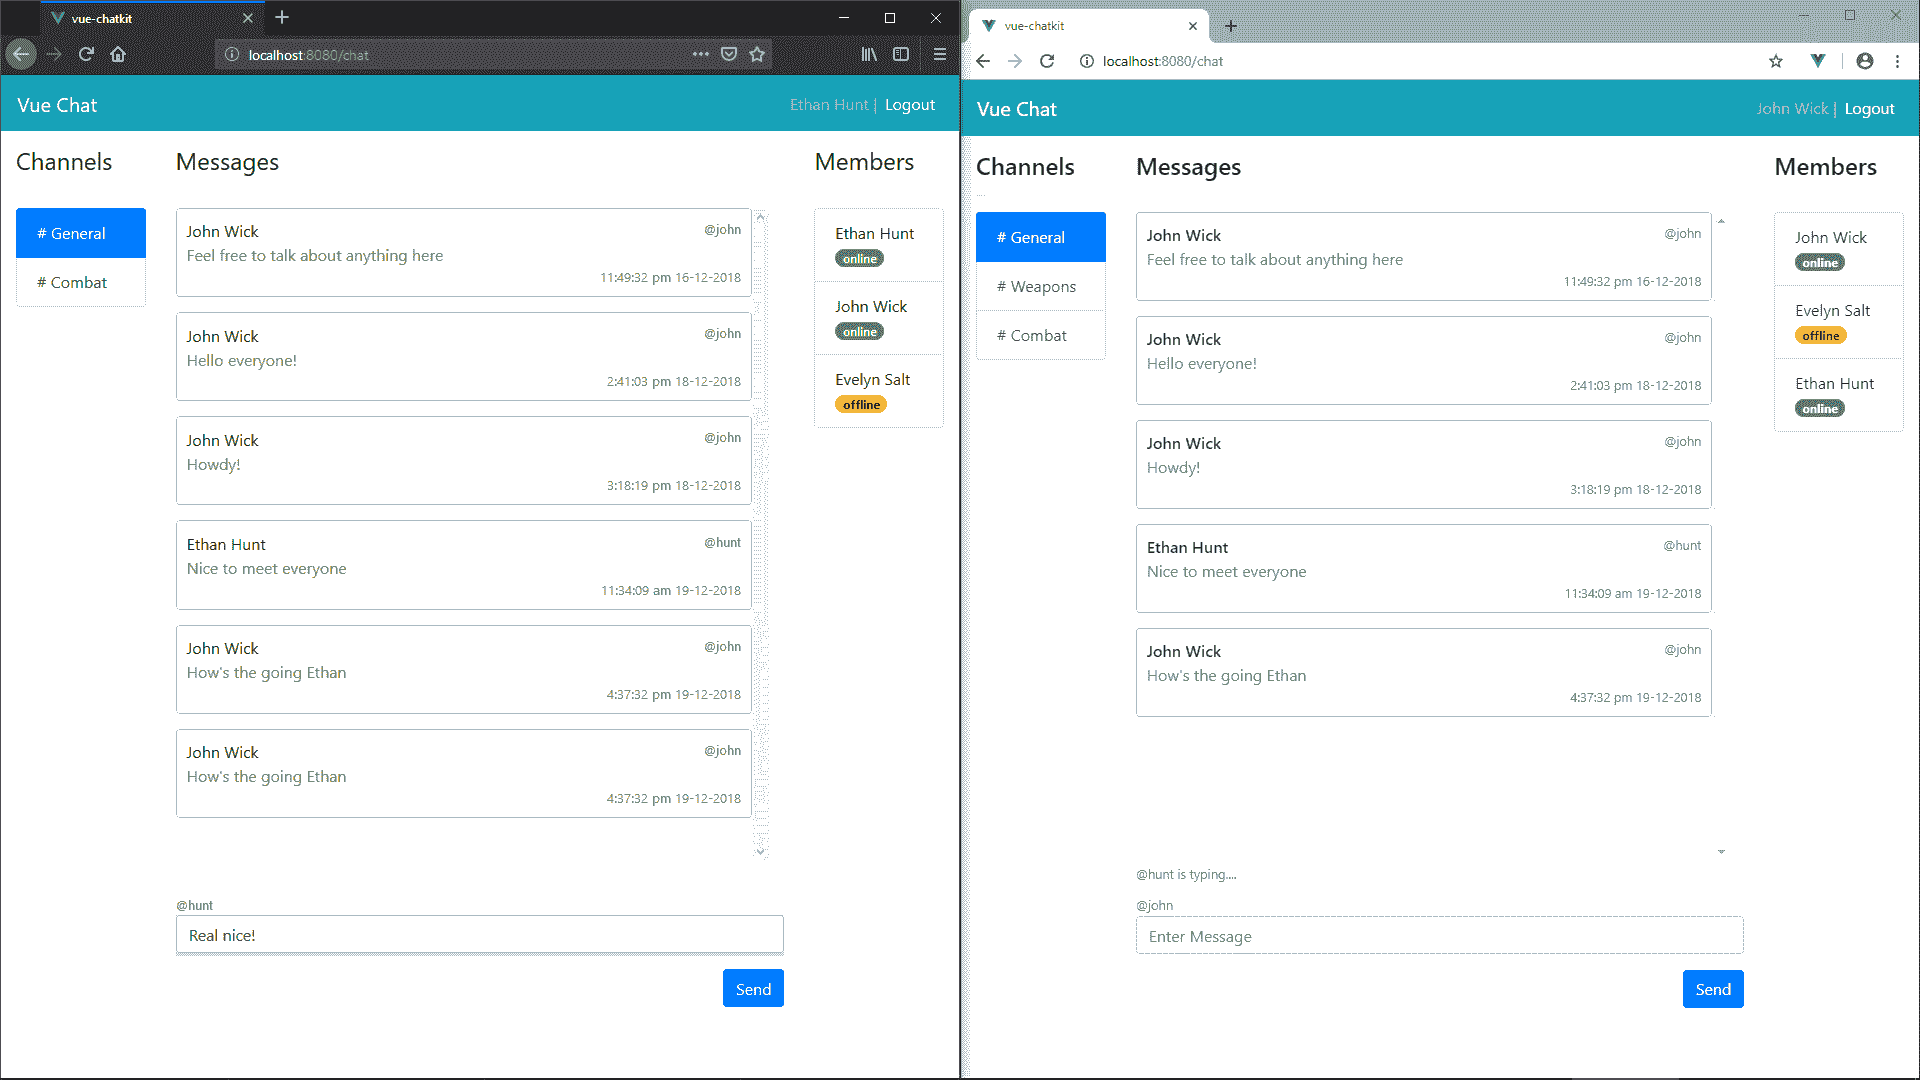 vue-chatkit
localhost:8080/chat
Vue Chat
Ethan Hunt | Logout
Channels
Messages
Members
# General
# Combat
John Wick
@john
Feel free to talk about anything here
11:49:32 pm 16-12-2018
John Wick
@john
Hello everyone!
2:41:03 pm 18-12-2018
John Wick
@john
Howdy!
3:18:19 pm 18-12-2018
Ethan Hunt
@hunt
Nice to meet everyone
11:34:09 am 19-12-2018
John Wick
@john
How's the going Ethan
4:37:32 pm 19-12-2018
John Wick
@john
How's the going Ethan
4:37:32 pm 19-12-2018
Ethan Hunt
online
John Wick
online
Evelyn Salt
offline
@hunt
Real nice!
Send
vue-chatkit
localhost:8080/chat
Vue Chat
John Wick | Logout
Channels
Messages
Members
# General
# Weapons
# Combat
John Wick
@john
Feel free to talk about anything here
11:49:32 pm 16-12-2018
John Wick
@john
Hello everyone!
2:41:03 pm 18-12-2018
John Wick
@john
Howdy!
3:18:19 pm 18-12-2018
Ethan Hunt
@hunt
Nice to meet everyone
11:34:09 am 19-12-2018
John Wick
@john
How's the going Ethan
4:37:32 pm 19-12-2018
John Wick
online
Evelyn Salt
offline
Ethan Hunt
online
@hunt is typing....
@john
Enter Message
Send